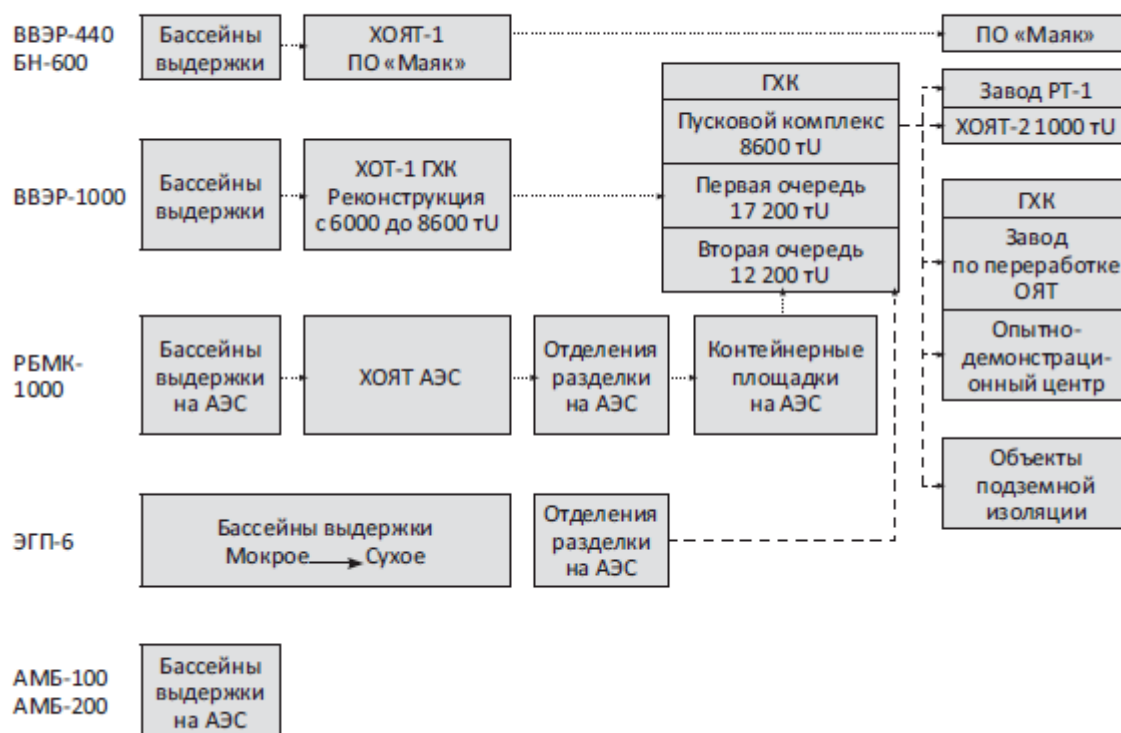 ВВЭР-440
БН-600
Бассейны
выдержки
ХОЯТ-1
ПО «Маяк»
ПО «Маяк»
ГХК
Пусковой комплекс
8600 тU
Первая очередь
17 200 тU
Вторая очередь
12 200 тU
Завод РТ-1
ХОЯТ-2 1000 тU
ВВЭР-1000
Бассейны
выдержки
ХОТ-1 ГХК
Реконструкция
с 6000 до 8600 тU
ГХК
Завод
по переработке
ОЯТ
Опытно-
демонстраци-
онный центр
РБМК-
1000
Бассейны
выдержки
на АЭС
ХОЯТ АЭС
Отделения
разделки
на АЭС
Контейнерные
площадки
на АЭС
Объекты
подземной
изоляции
ЭГП-6
Бассейны выдержки
Мокрое Сухое
Отделения
разделки
на АЭС
АМБ-100
АМБ-200
Бассейны
выдержки
на АЭС